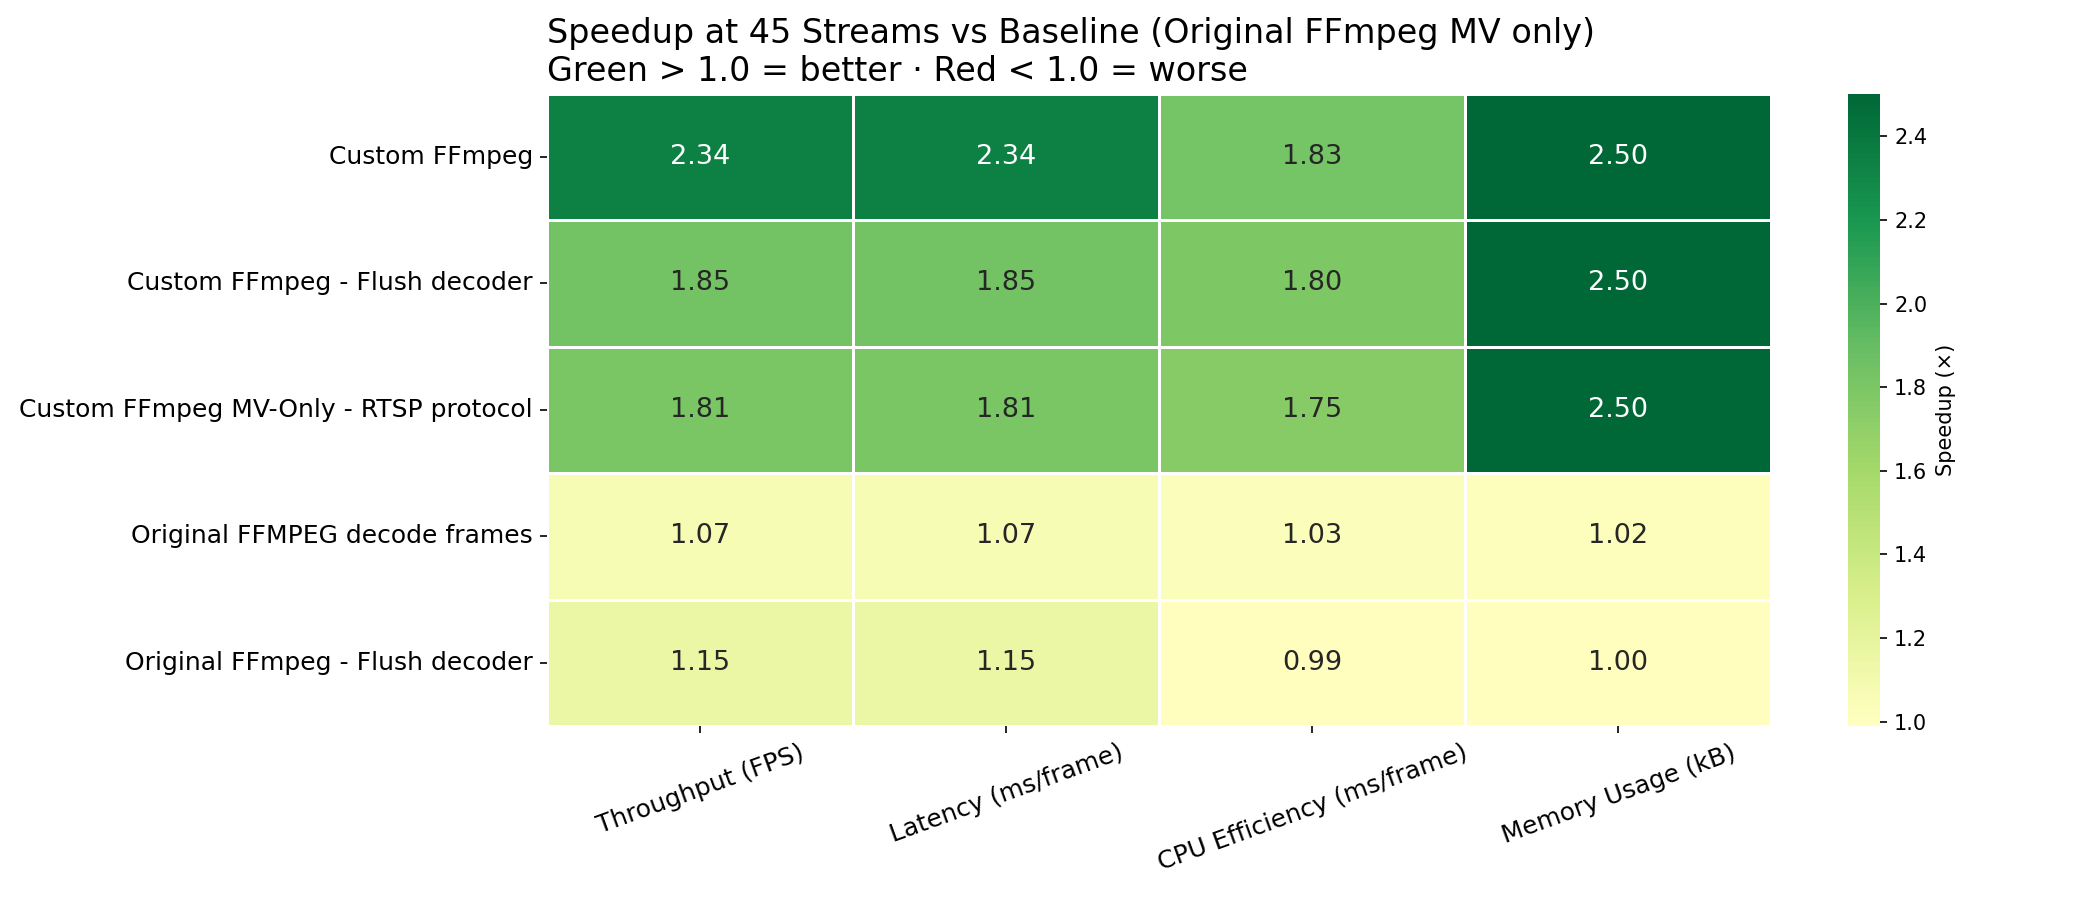 Speedup at 45 Streams vs Baseline (Original FFmpeg MV only)
Green > 1.0 = better · Red < 1.0 = worse
Custom FFmpeg 2.34 2.34 1.83 2.50
Custom FFmpeg - Flush decoder 1.85 1.85 1.80 2.50
Custom FFmpeg MV-Only - RTSP protocol 1.81 1.81 1.75 2.50
Original FFMPEG decode frames 1.07 1.07 1.03 1.02
Original FFmpeg - Flush decoder 1.15 1.15 0.99 1.00
Throughput (FPS)
Latency (ms/frame)
CPU Efficiency (ms/frame)
Memory Usage (kB)
2.4
2.2
2.0
1.8
1.6
1.4
1.2
1.0
Speedup (×)